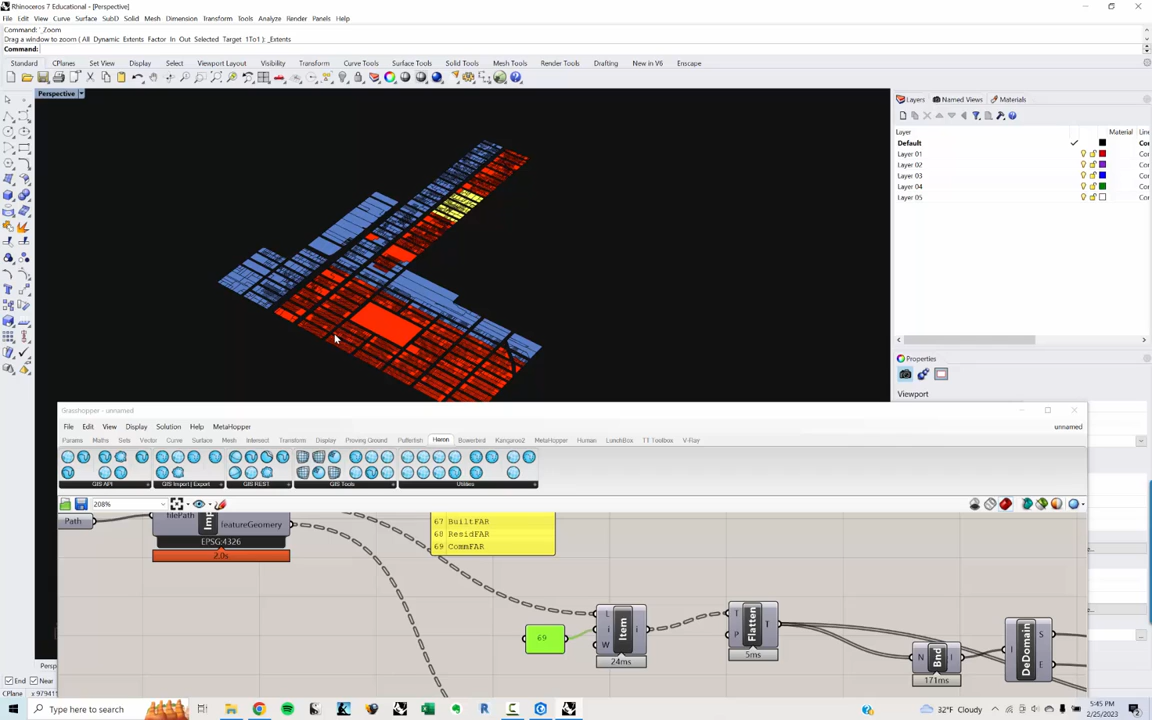 Rhinoceros 7 Educational - [Perspective]
File Edit View Curve Surface SubD Solid Mesh Dimension Transform Tools Analyze Render Panels Help
Command: '_Zoom
Drag a window to zoom ( All Dynamic Extents Factor In Out Selected Target 1To1 ): _Extents
Command:
Standard CPlanes Set View Display Select Viewport Layout Visibility Transform Curve Tools Surface Tools Solid Tools Mesh Tools Render Tools Drafting New in V6 Enscape
Perspective
Layers Named Views Materials
Layer Material
Default
Layer 01
Layer 02
Layer 03
Layer 04
Layer 05
Properties
Viewport
Grasshopper - unnamed
File Edit View Display Solution Help MetaHopper unnamed
Params Maths Sets Vector Curve Surface Mesh Intersect Transform Display Proving Ground Pufferfish Heron Bowerbird Kangaroo2 MetaHopper Human LunchBox TT Toolbox V-Ray
GIS API GIS Import | Export GIS REST GIS Tools Utilities
208%
Path filePath featureGeometry
EPSG:4326
2.0s
67 BuiltFAR
68 ResidFAR
69 CommFAR
69
L i W Item i
24ms
T P Flatten T
5ms
N Bnd I
171ms
I DeDomain S E
End Near
CPlane
Type here to search
32°F Cloudy
5:45 PM
2/25/2023